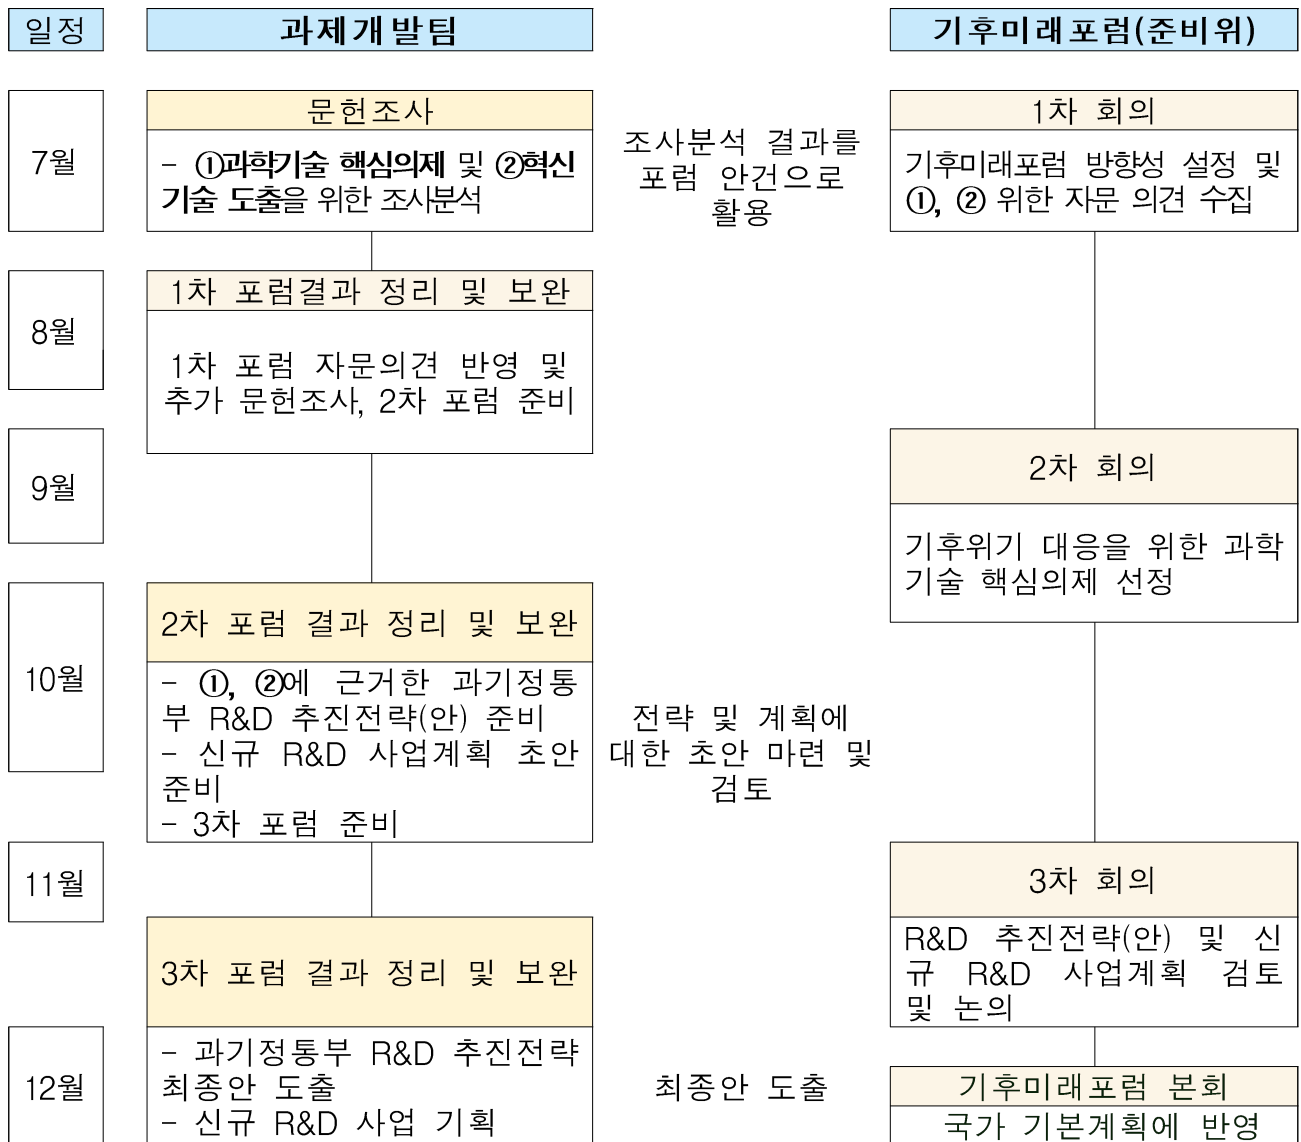 일정
과제개발팀
기후미래포럼(준비위)
7월
문헌조사
- ①과학기술 핵심의제 및 ②혁신
기술 도출을 위한 조사분석
조사분석 결과를
포럼 안건으로
활용
1차 회의
기후미래포럼 방향성 설정 및
①, ② 위한 자문 의견 수집
8월
1차 포럼결과 정리 및 보완
1차 포럼 자문의견 반영 및
추가 문헌조사, 2차 포럼 준비
9월
2차 회의
기후위기 대응을 위한 과학
기술 핵심의제 선정
10월
2차 포럼 결과 정리 및 보완
- ①, ②에 근거한 과기정통
부 R&D 추진전략(안) 준비
- 신규 R&D 사업계획 초안
준비
- 3차 포럼 준비
전략 및 계획에
대한 초안 마련 및
검토
11월
3차 회의
R&D 추진전략(안) 및 신
규 R&D 사업계획 검토
및 논의
3차 포럼 결과 정리 및 보완
12월
- 과기정통부 R&D 추진전략
최종안 도출
- 신규 R&D 사업 기획
최종안 도출
기후미래포럼 본회
국가 기본계획에 반영